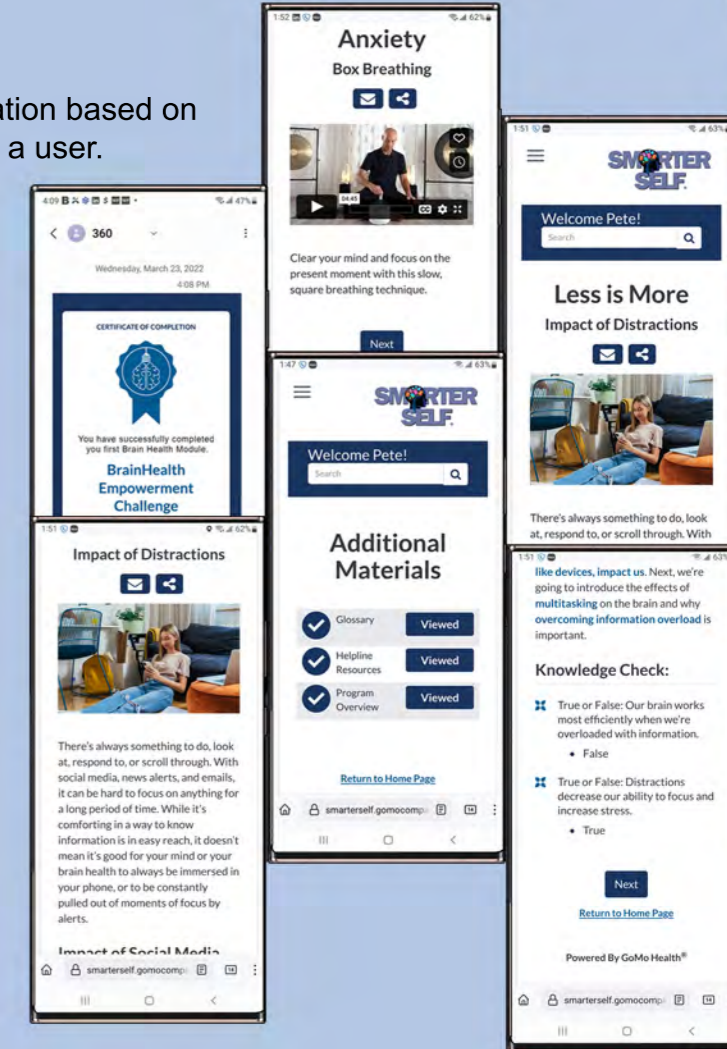 ation based on
a user.
1:52
62%
Anxiety
Box Breathing
04:45
CC
Clear your mind and focus on the
present moment with this slow,
square breathing technique.
Next
4:09 B
47%
360
Wednesday, March 23, 2022
4:08 PM
CERTIFICATE OF COMPLETION
You have successfully completed
you first Brain Health Module.
BrainHealth
Empowerment
Challenge
1:51
63%
SMARTER
SELF.
Welcome Pete!
Search
Less is More
Impact of Distractions
There's always something to do, look
at, respond to, or scroll through. With
1:47
63%
SMARTER
SELF.
Welcome Pete!
Search
Additional
Materials
Glossary
Viewed
Helpline
Resources
Viewed
Program
Overview
Viewed
Return to Home Page
smarterself.gomocomp
14
1:51
62%
Impact of Distractions
There's always something to do, look
at, respond to, or scroll through. With
social media, news alerts, and emails,
it can be hard to focus on anything for
a long period of time. While it's
comforting in a way to know
information is in easy reach, it doesn't
mean it's good for your mind or your
brain health to always be immersed in
your phone, or to be constantly
pulled out of moments of focus by
alerts.
Impact of Social Media
smarterself.gomocomp
14
1:51
63%
like devices, impact us. Next, we're
going to introduce the effects of
multitasking on the brain and why
overcoming information overload is
important.
Knowledge Check:
True or False: Our brain works
most efficiently when we're
overloaded with information.
• False
True or False: Distractions
decrease our ability to focus and
increase stress.
• True
Next
Return to Home Page
Powered By GoMo Health®
smarterself.gomocomp
14